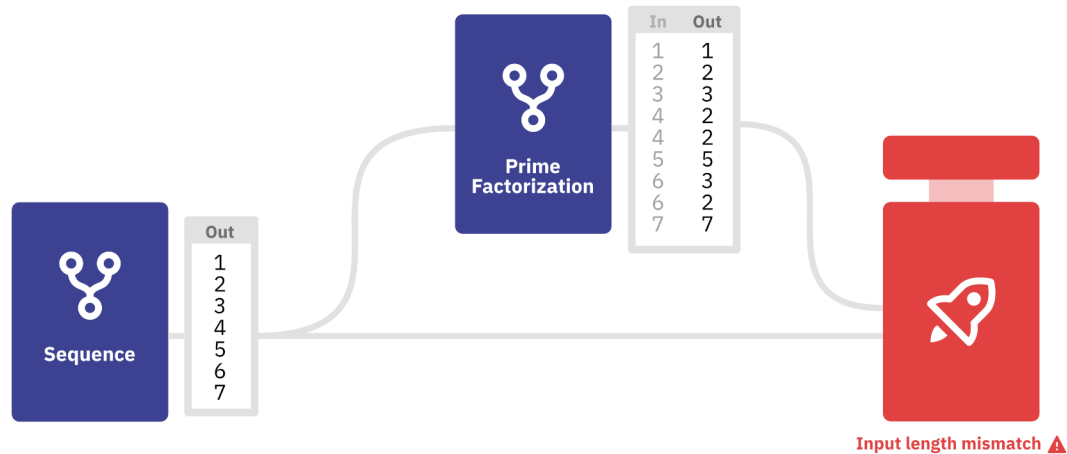 Sequence
Out
1
2
3
4
5
6
7
Prime
Factorization
In Out
1 1
2 2
3 3
4 2
4 2
5 5
6 3
6 2
7 7
Input length mismatch